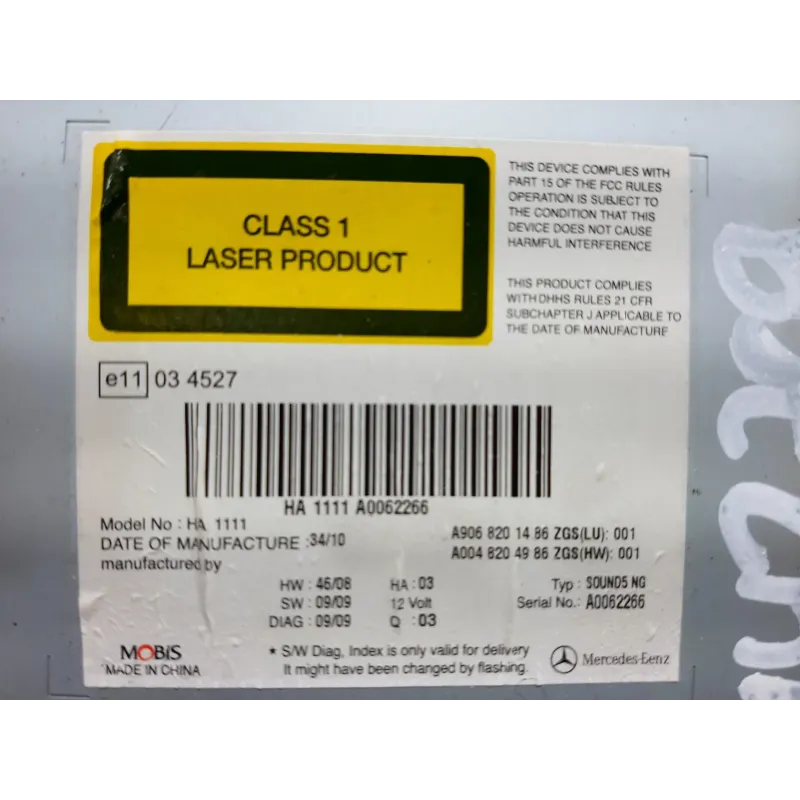 CLASS 1
LASER PRODUCT
THIS DEVICE COMPLIES WITH
PART 15 OF THE FCC RULES
OPERATION IS SUBJECT TO
THE CONDITION THAT THIS
DEVICE DOES NOT CAUSE
HARMFUL INTERFERENCE
THIS PRODUCT COMPLIES
WITH DHHS RULES 21 CFR
SUBCHAPTER J APPLICABLE TO
THE DATE OF MANUFACTURE
e11 03 4527
HA 1111 A0062266
Model No : HA 1111
DATE OF MANUFACTURE :34/10
manufactured by
A906 820 14 86 ZGS(LU): 001
A004 820 49 86 ZGS(HW): 001
HW : 46/08 HA : 03 Typ : SOUND5 NG
SW : 09/09 12 Volt Serial No.: A0062266
DIAG : 09/09 Q : 03
MOBIS
MADE IN CHINA
* S/W Diag, Index is only valid for delivery
It might have been changed by flashing.
Mercedes-Benz